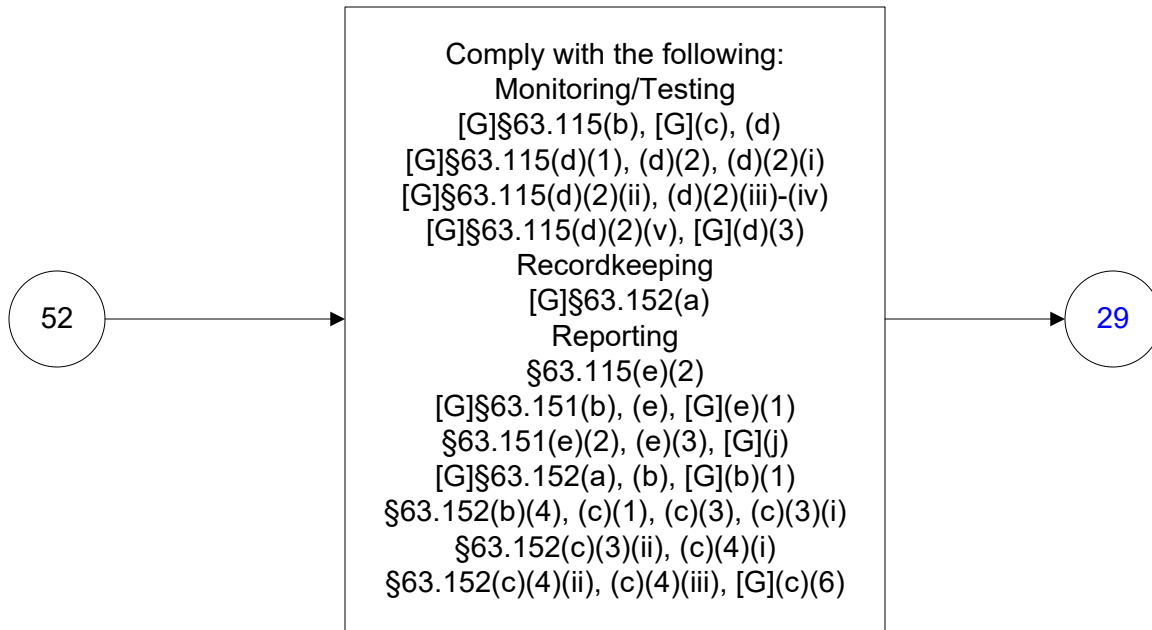 Comply with the following:
Monitoring/Testing
[G]§63.115(b), [G](c), (d)
[G]§63.115(d)(1), (d)(2), (d)(2)(i)
[G]§63.115(d)(2)(ii), (d)(2)(iii)-(iv)
[G]§63.115(d)(2)(v), [G](d)(3)
Recordkeeping
[G]§63.152(a)
Reporting
§63.115(e)(2)
[G]§63.151(b), (e), [G](e)(1)
§63.151(e)(2), (e)(3), [G](j)
[G]§63.152(a), (b), [G](b)(1)
§63.152(b)(4), (c)(1), (c)(3), (c)(3)(i)
§63.152(c)(3)(ii), (c)(4)(i)
§63.152(c)(4)(ii), (c)(4)(iii), [G](c)(6)
52
29